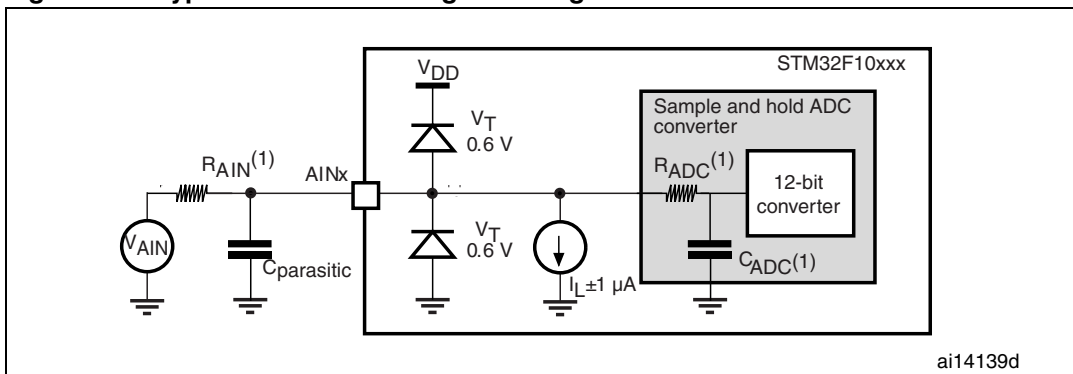 STM32F10xxx
VDD
Sample and hold ADC
converter
VT
0.6 V
RAIN(1)
AINx
RADC(1)
12-bit
converter
VAIN
Cparasitic
VT
0.6 V
IL±1 µA
CADC(1)
ai14139d